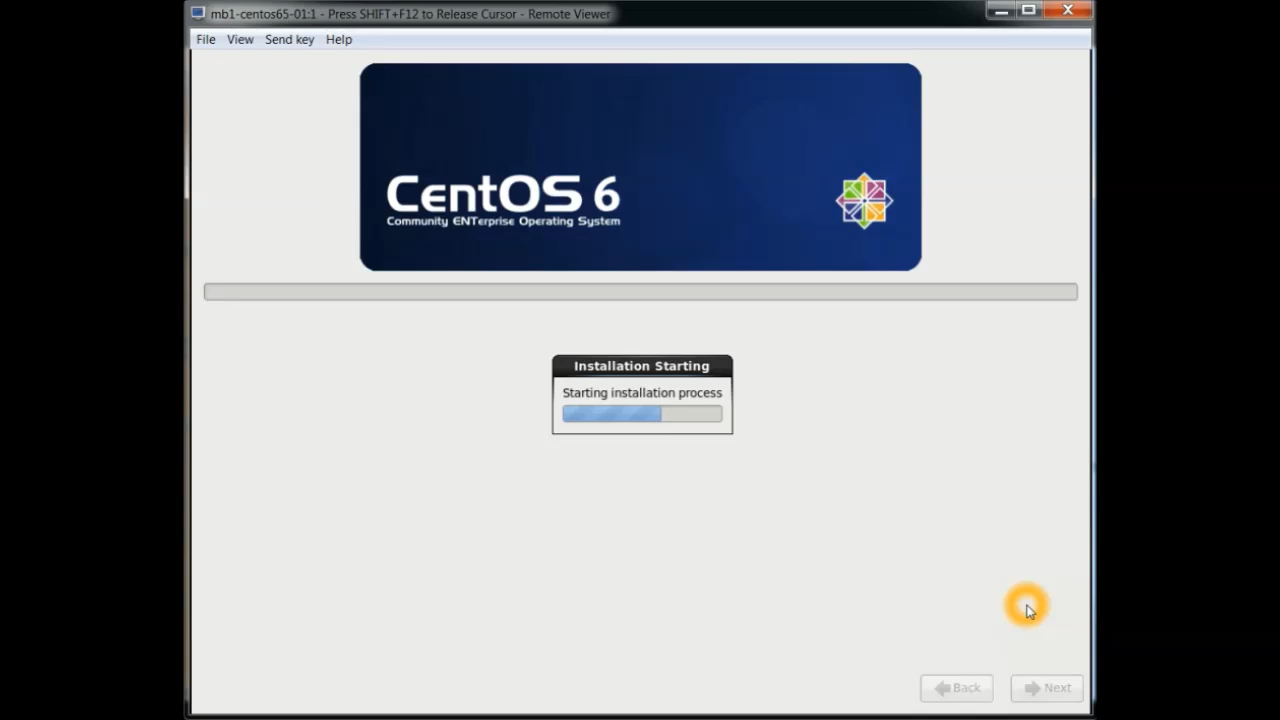 mb1-centos65-01:1 - Press SHIFT+F12 to Release Cursor - Remote Viewer
File View Send key Help
CentOS 6
Community ENTerprise Operating System
Installation Starting
Starting installation process
Back Next